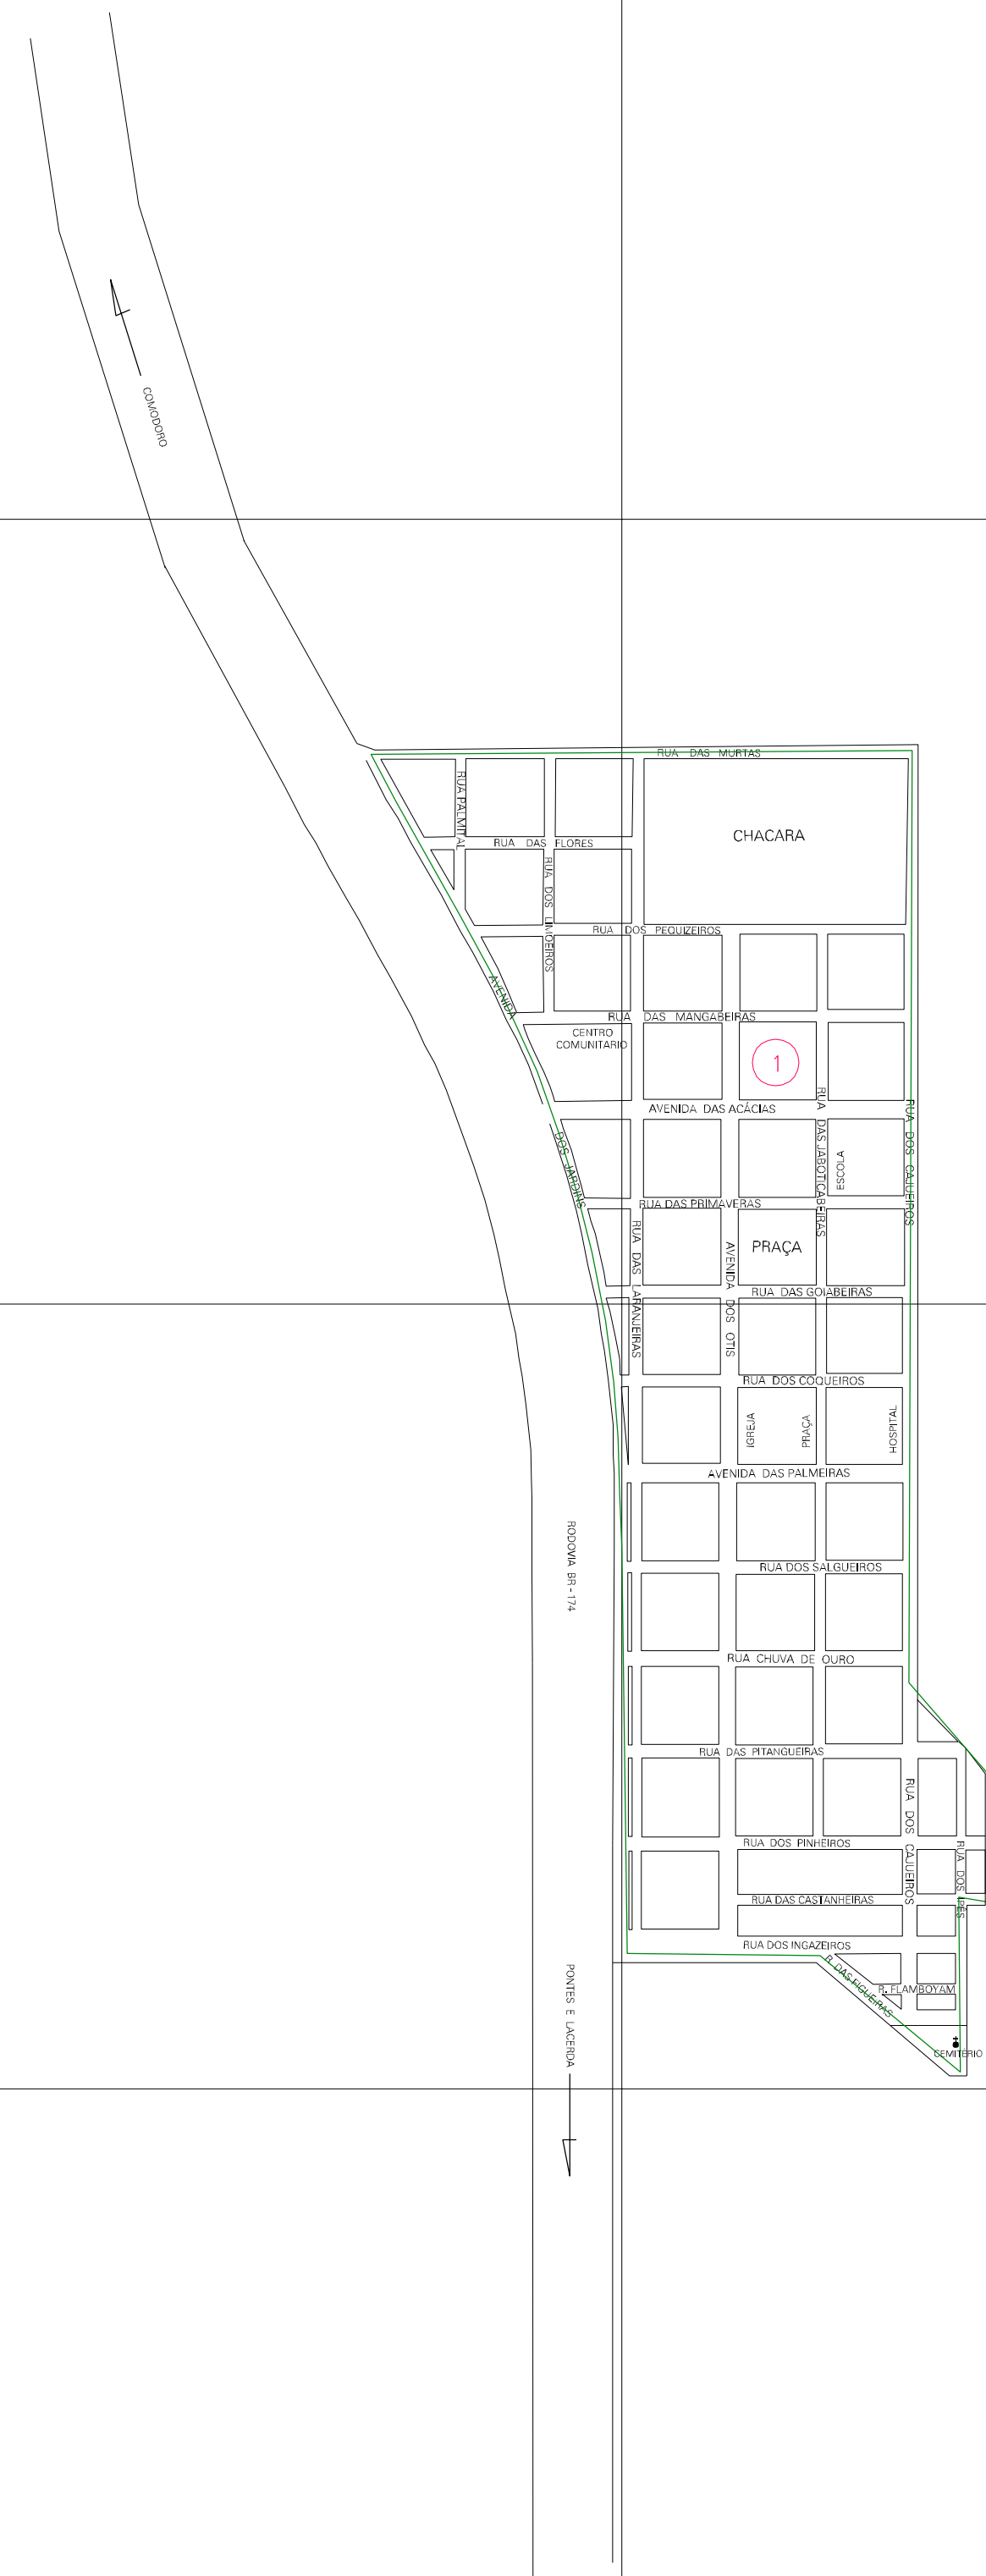 COMODORO
RUA DAS MURTAS
RUA PALMITAL
CHACARA
RUA DAS FLORES
RUA DOS LIMOEIROS
RUA DOS PEQUIZEIROS
AVENIDA
RUA DAS MANGABEIRAS
CENTRO
COMUNITARIO
1
RUA DAS JABOTICABEIRAS
RUA DOS CAJUEIROS
AVENIDA DAS ACÁCIAS
DOS JARDINS
ESCOLA
RUA DAS PRIMAVERAS
RUA DAS LARANJEIRAS
AVENIDA DOS OTIS
PRAÇA
RUA DAS GOIABEIRAS
RUA DOS COQUEIROS
IGREJA
PRAÇA
HOSPITAL
AVENIDA DAS PALMEIRAS
RODOVIA BR-174
RUA DOS SALGUEIROS
RUA CHUVA DE OURO
RUA DAS PITANGUEIRAS
RUA DOS CAJUEIROS
RUA DOS PINHEIROS
RUA DOS IPÊS
RUA DAS CASTANHEIRAS
RUA DOS INGAZEIROS
R. DAS FIGUEIRAS
PONTES E LACERDA
R. FLAMBOYAM
CEMITÉRIO